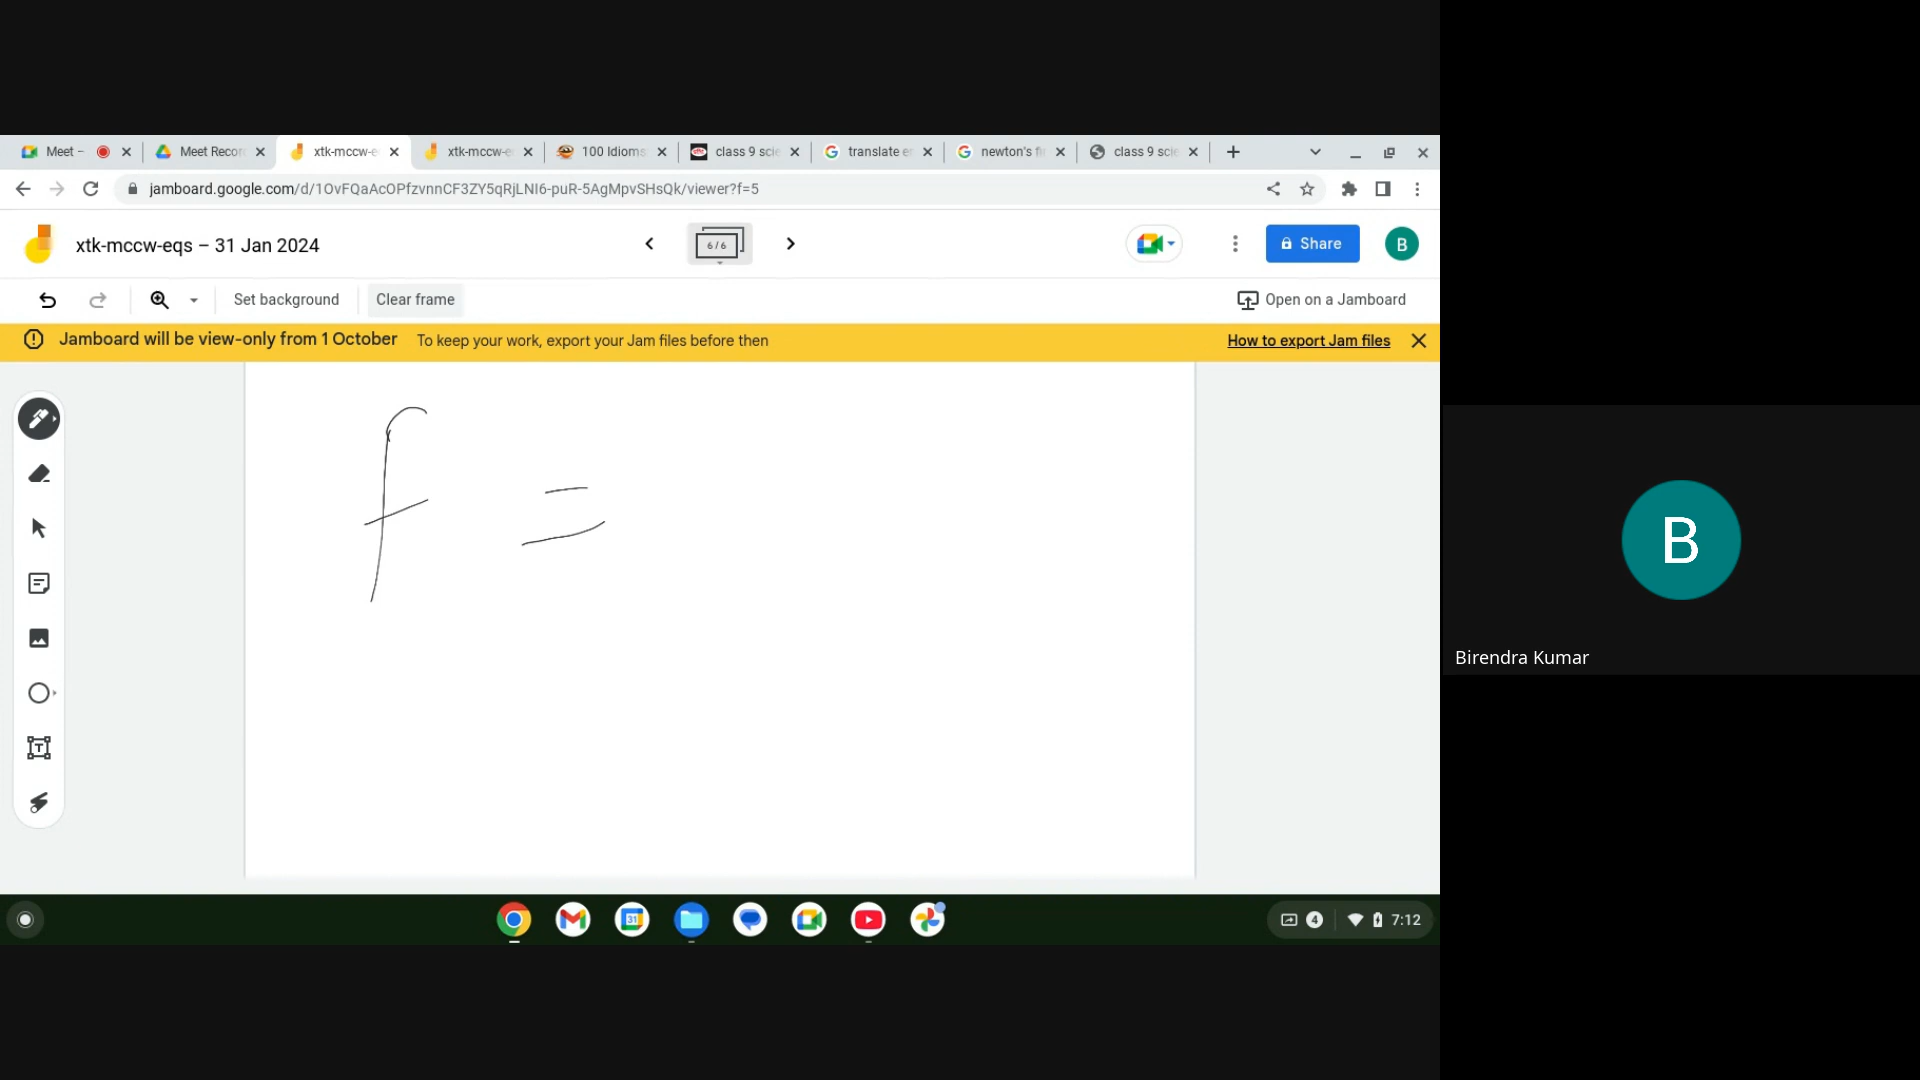 Meet – Meet Recor xtk-mccw-e xtk-mccw-e 100 Idioms class 9 scie translate e newton's fi class 9 scie
jamboard.google.com/d/1OvFQaAcOPfzvnnCF3ZY5qRjLNI6-puR-5AgMpvSHsQk/viewer?f=5
xtk-mccw-eqs – 31 Jan 2024 6 / 6 Share B
Set background Clear frame Open on a Jamboard
Jamboard will be view-only from 1 October To keep your work, export your Jam files before then How to export Jam files
f =
B
Birendra Kumar
31 4 7:12